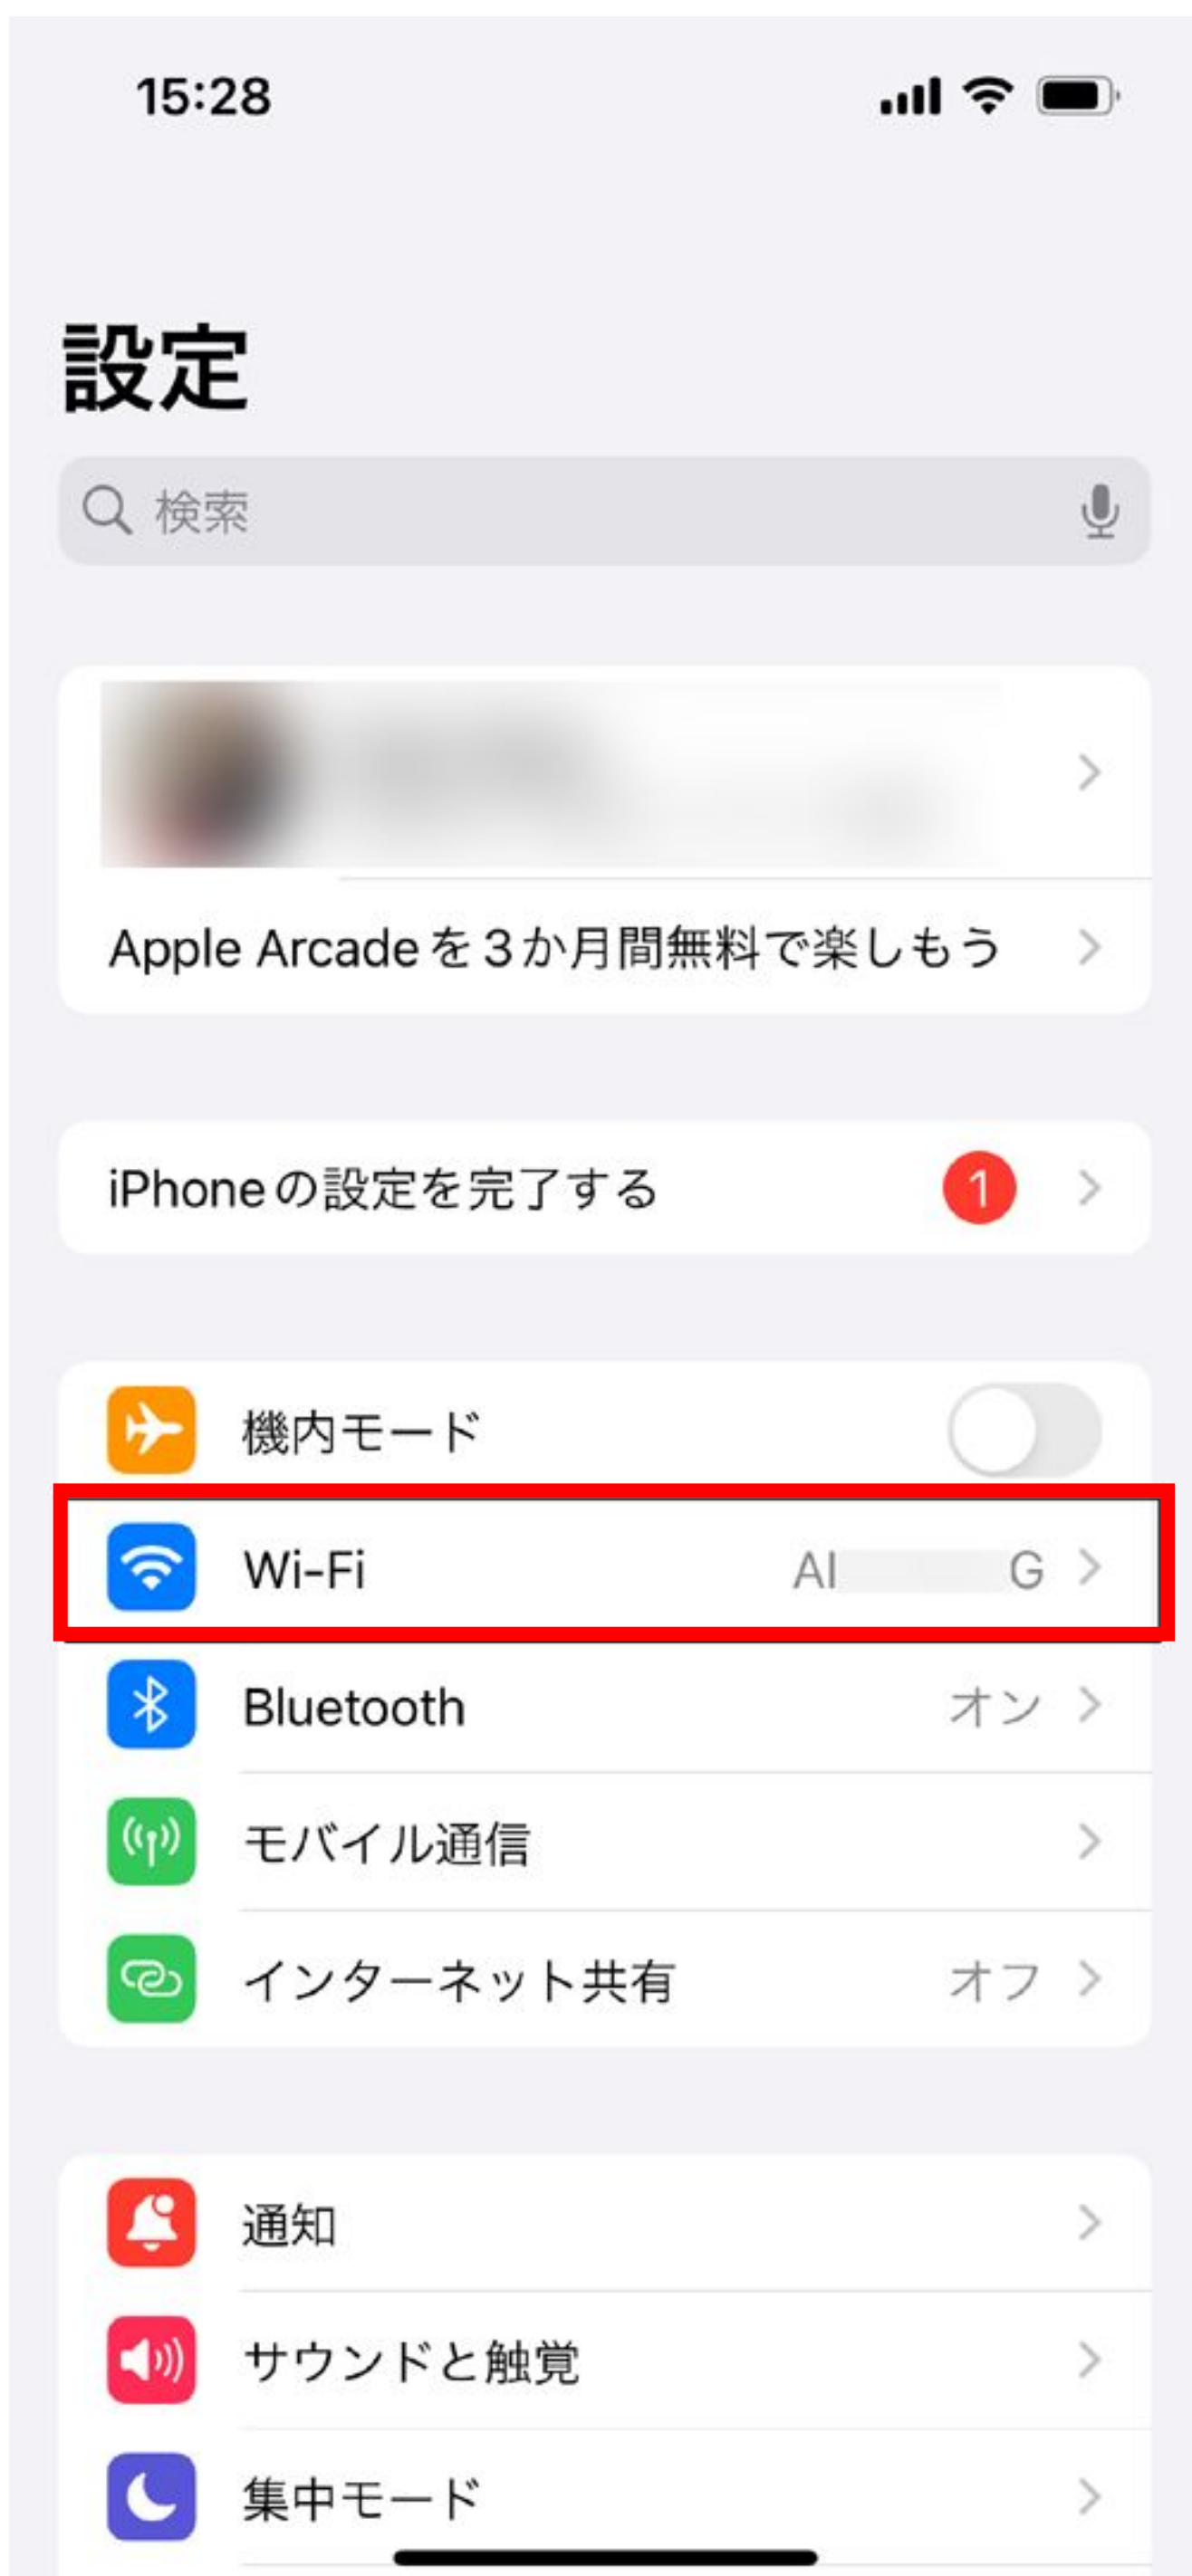 15:28
設定
検索
Apple Arcadeを3か月間無料で楽しもう
iPhoneの設定を完了する 1
機内モード
Wi-Fi AI G
Bluetooth オン
モバイル通信
インターネット共有 オフ
通知
サウンドと触覚
集中モード